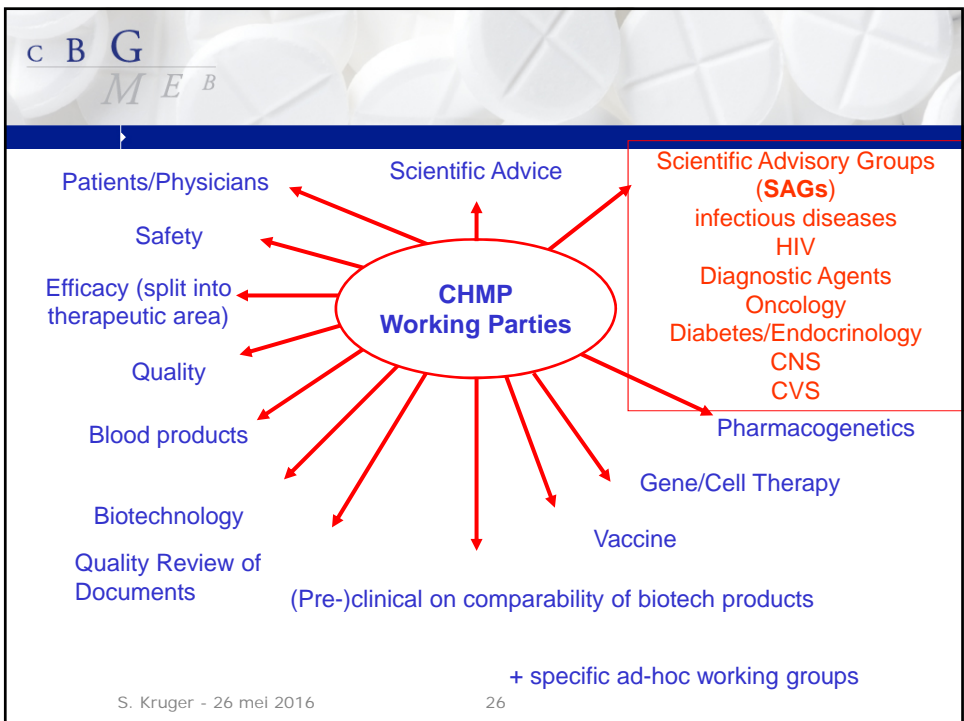 C B G
M E B
Scientific Advice
Patients/Physicians
Safety
Efficacy (split into
therapeutic area)
Quality
Blood products
Biotechnology
Quality Review of
Documents
CHMP
Working Parties
Scientific Advisory Groups
(SAGs)
infectious diseases
HIV
Diagnostic Agents
Oncology
Diabetes/Endocrinology
CNS
CVS
Pharmacogenetics
Gene/Cell Therapy
Vaccine
(Pre-)clinical on comparability of biotech products
+ specific ad-hoc working groups
S. Kruger - 26 mei 2016
26